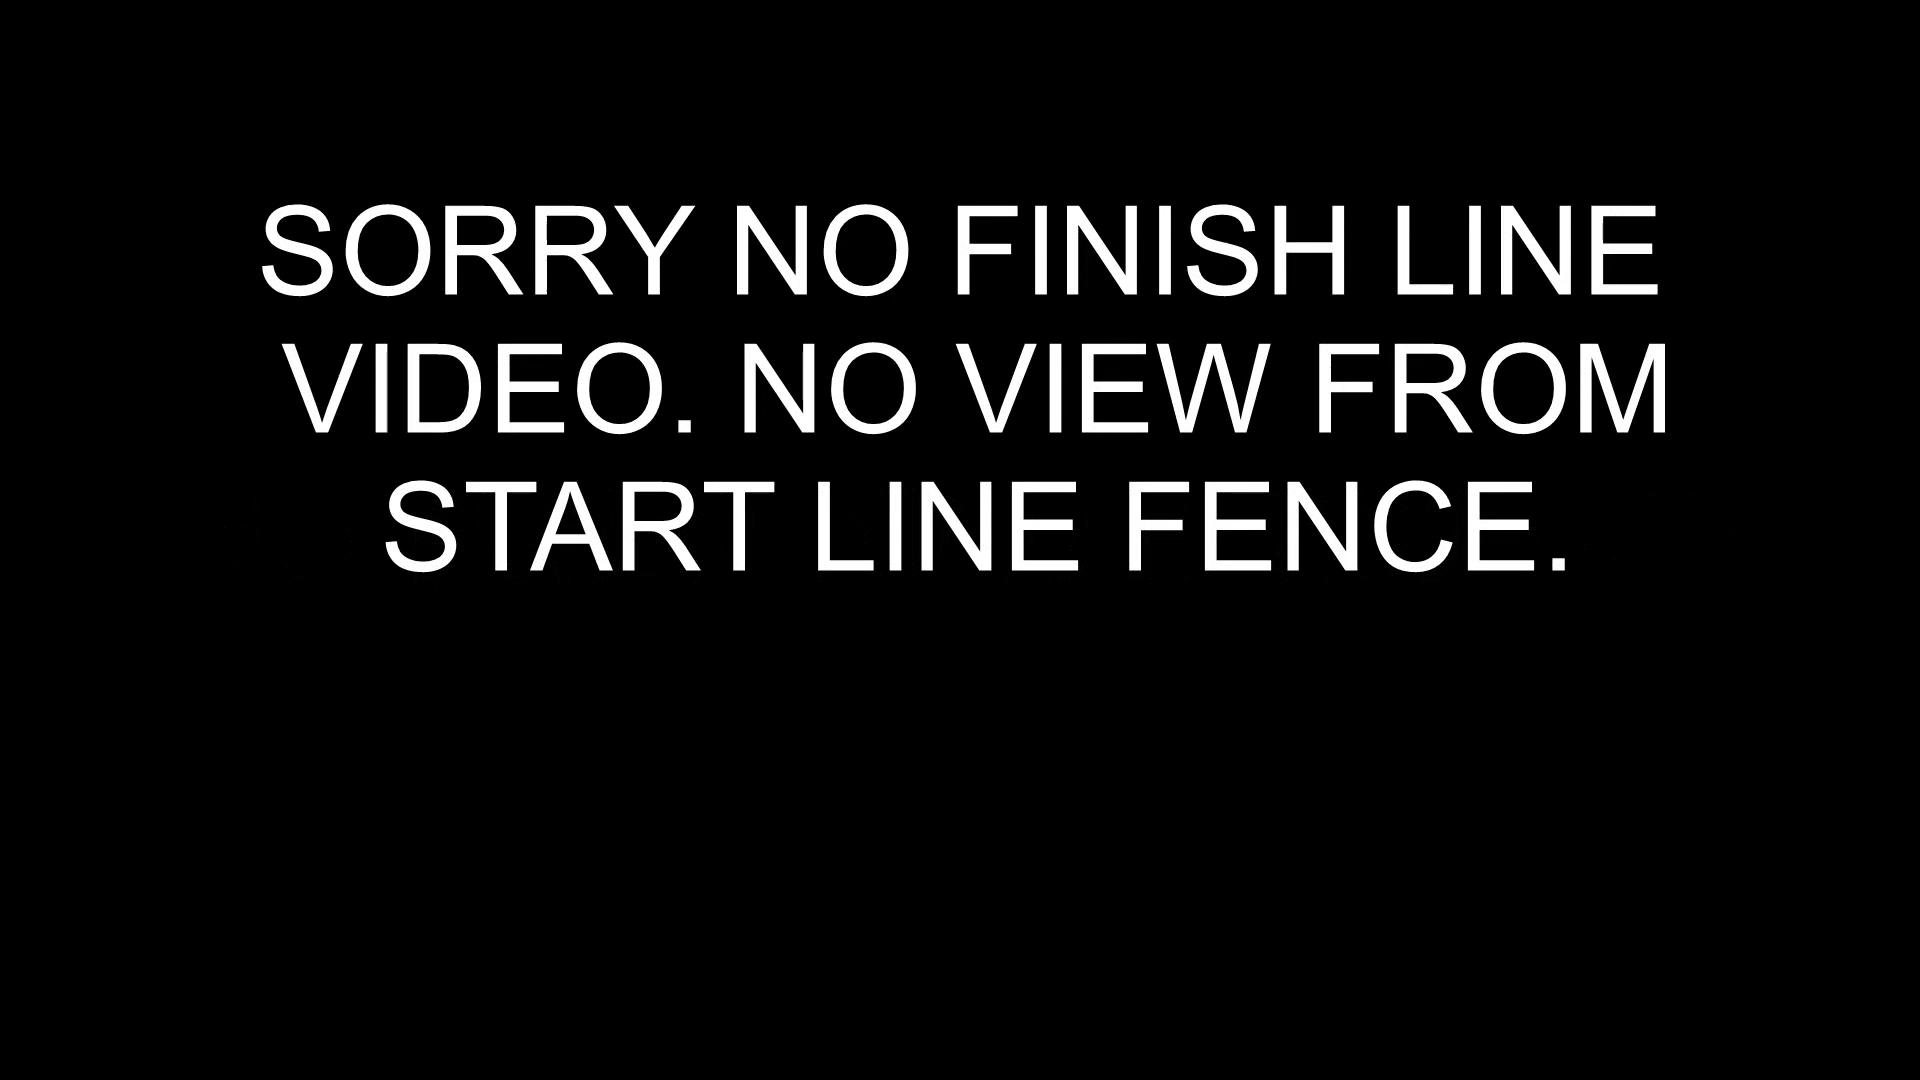 SORRY NO FINISH LINE
VIDEO. NO VIEW FROM
START LINE FENCE.